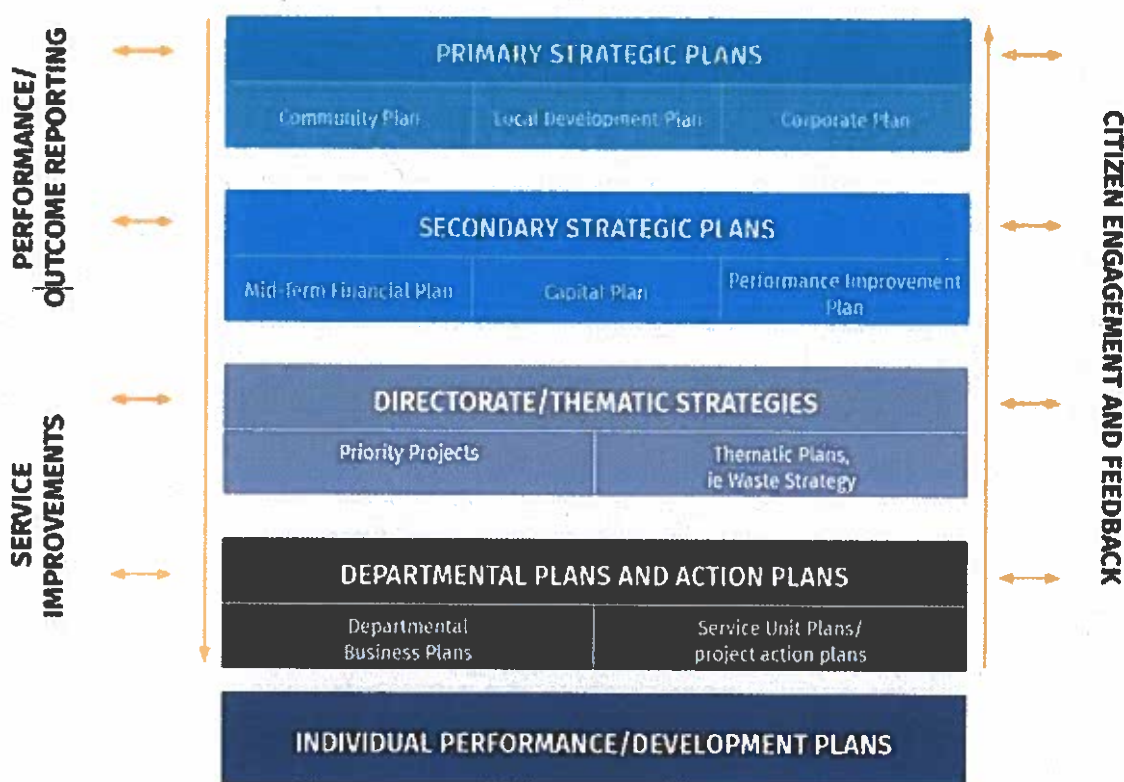 PERFORMANCE/
OUTCOME REPORTING
SERVICE
IMPROVEMENTS
PRIMARY STRATEGIC PLANS
Community Plan
Local Development Plan
Corporate Plan
SECONDARY STRATEGIC PLANS
Mid-Term Financial Plan
Capital Plan
Performance Improvement
Plan
DIRECTORATE/THEMATIC STRATEGIES
Priority Projects
Thematic Plans,
ie Waste Strategy
DEPARTMENTAL PLANS AND ACTION PLANS
Departmental
Business Plans
Service Unit Plans/
project action plans
INDIVIDUAL PERFORMANCE/DEVELOPMENT PLANS
CITIZEN ENGAGEMENT AND FEEDBACK